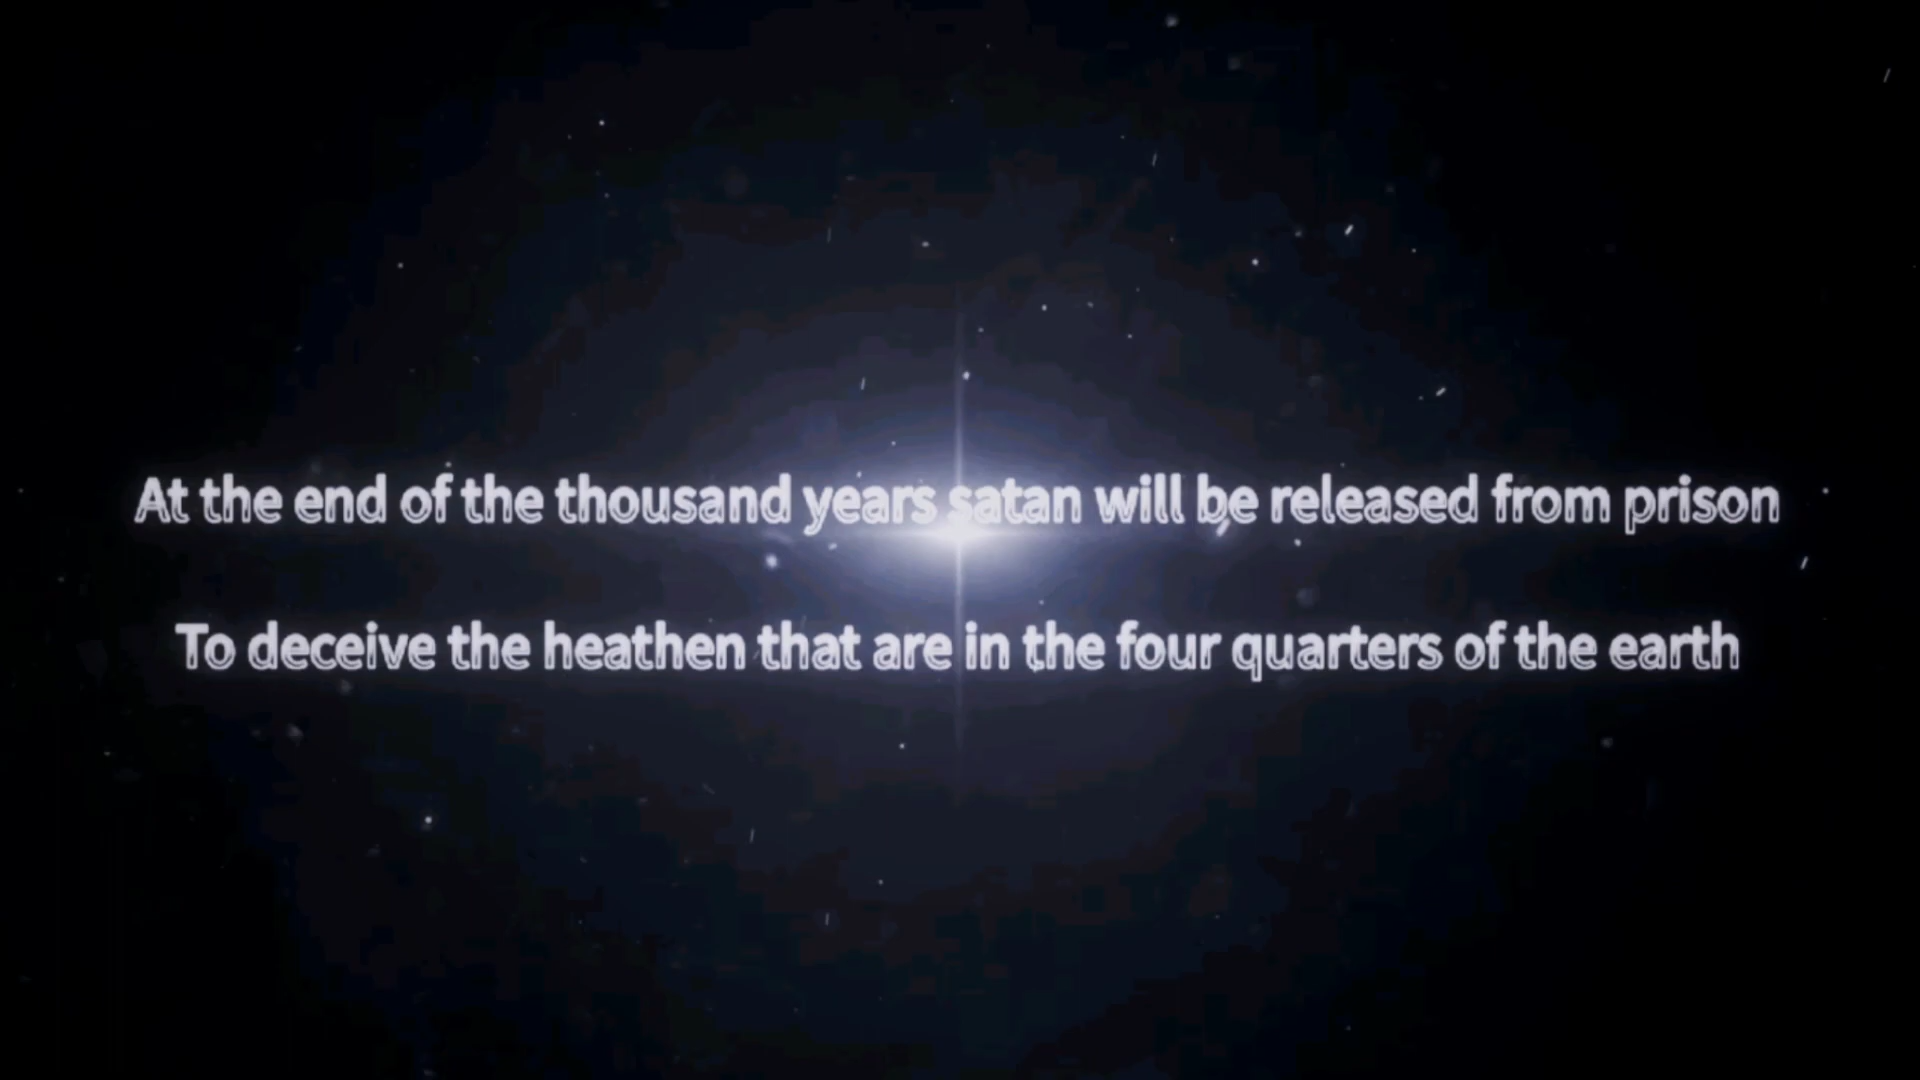 At the end of the thousand years satan will be released from prison
To deceive the heathen that are in the four quarters of the earth